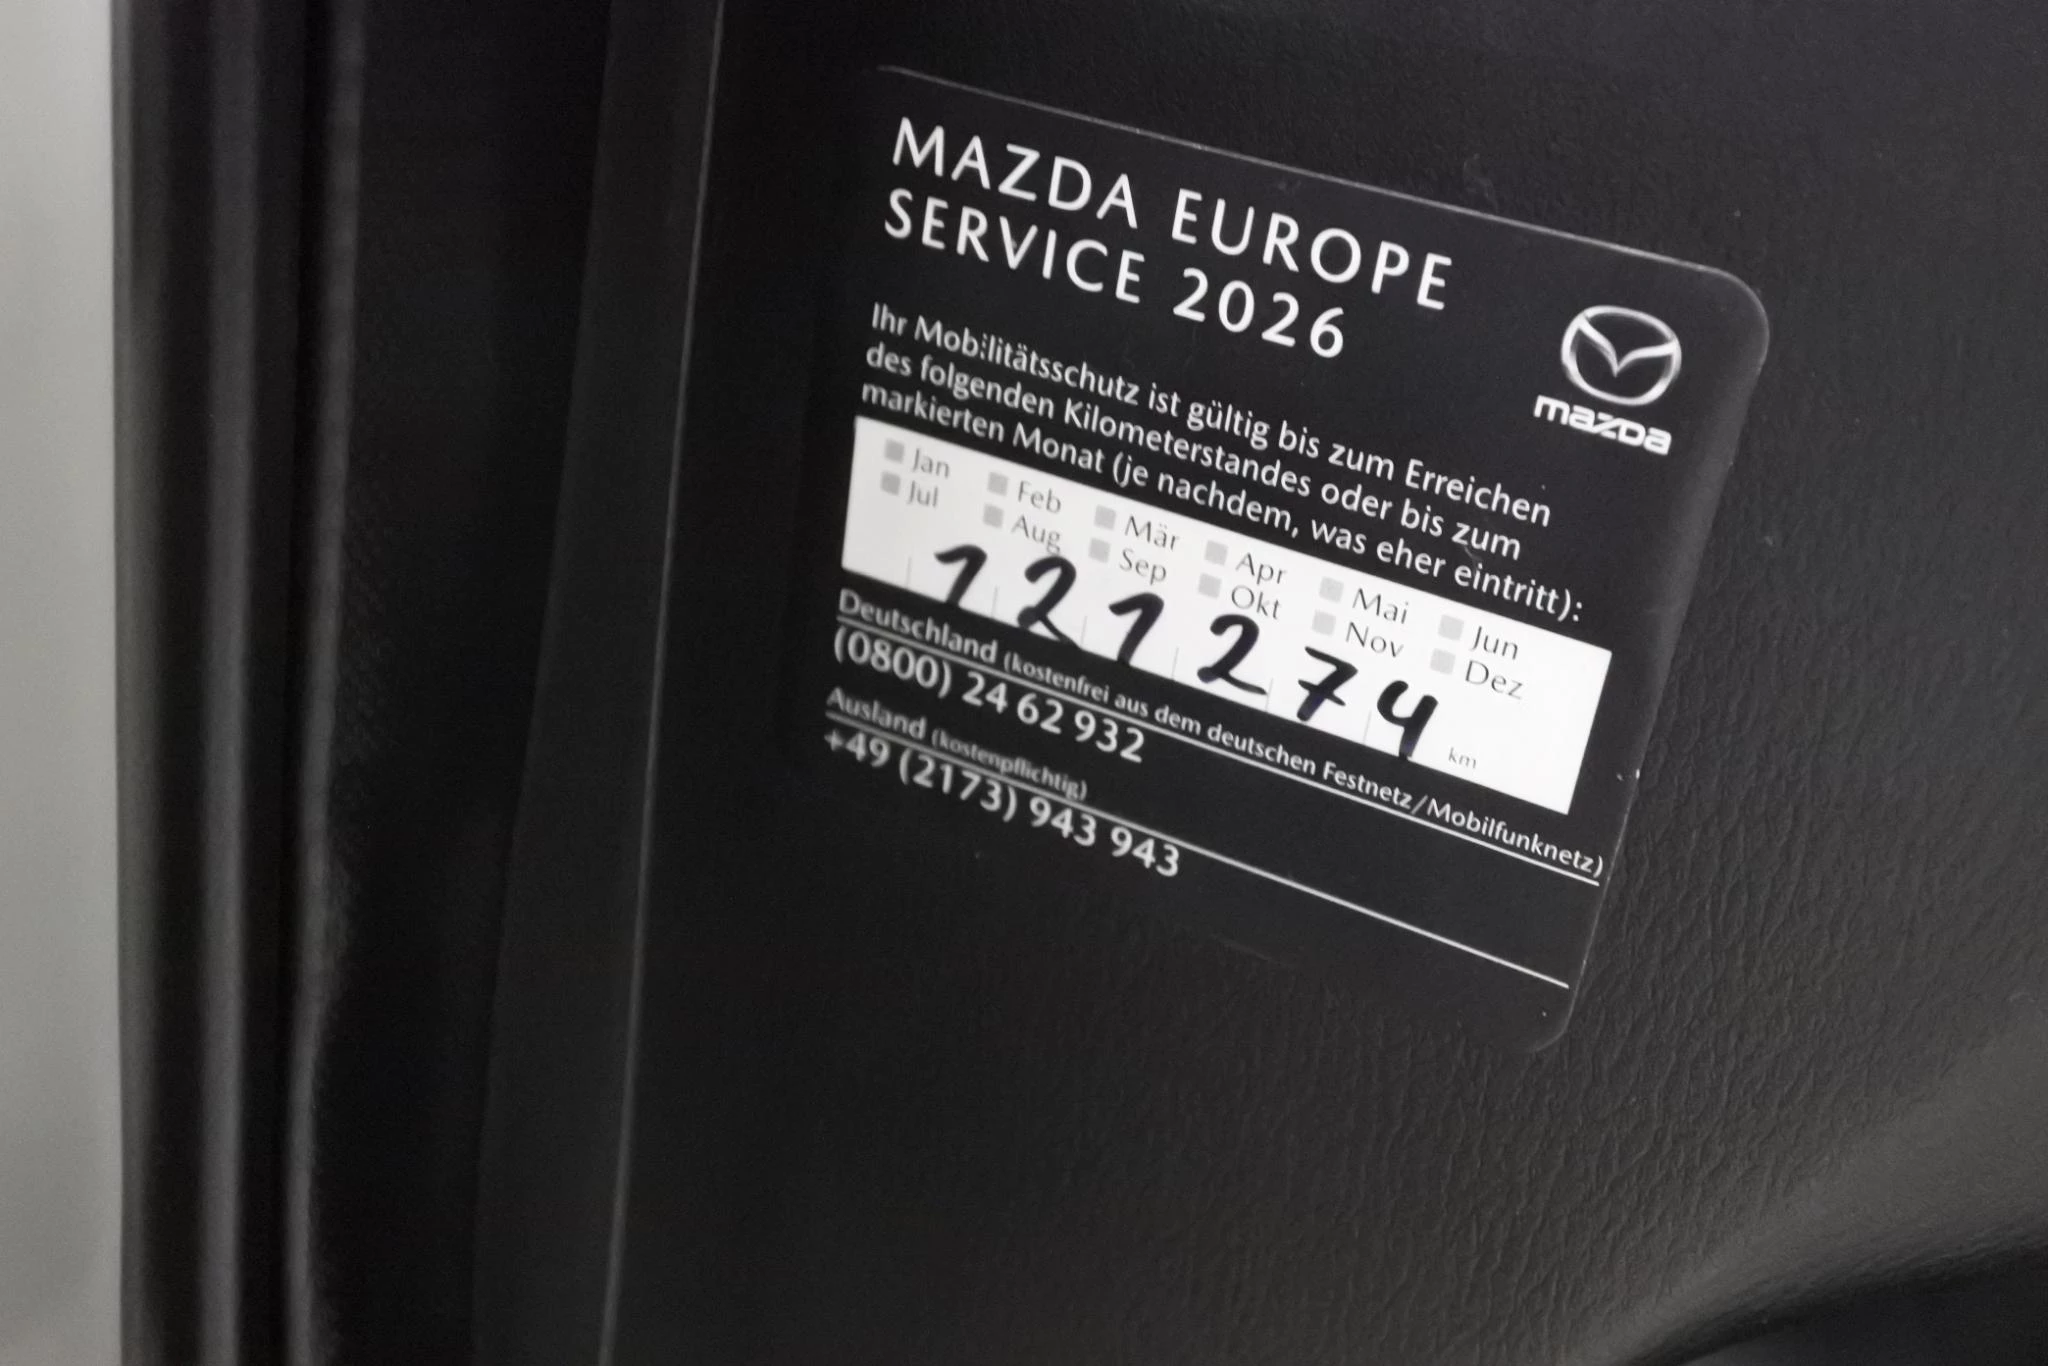 MAZDA EUROPE
SERVICE 2026
mazda
Ihr Mobilitätsschutz ist gültig bis zum Erreichen
des folgenden Kilometerstandes oder bis zum
markierten Monat (je nachdem, was eher eintritt):
Jan Feb Mär Apr Mai Jun
Jul Aug Sep Okt Nov Dez
121274 km
Deutschland (kostenfrei aus dem deutschen Festnetz/Mobilfunknetz)
(0800) 24 62 932
Ausland (kostenpflichtig)
+49 (2173) 943 943